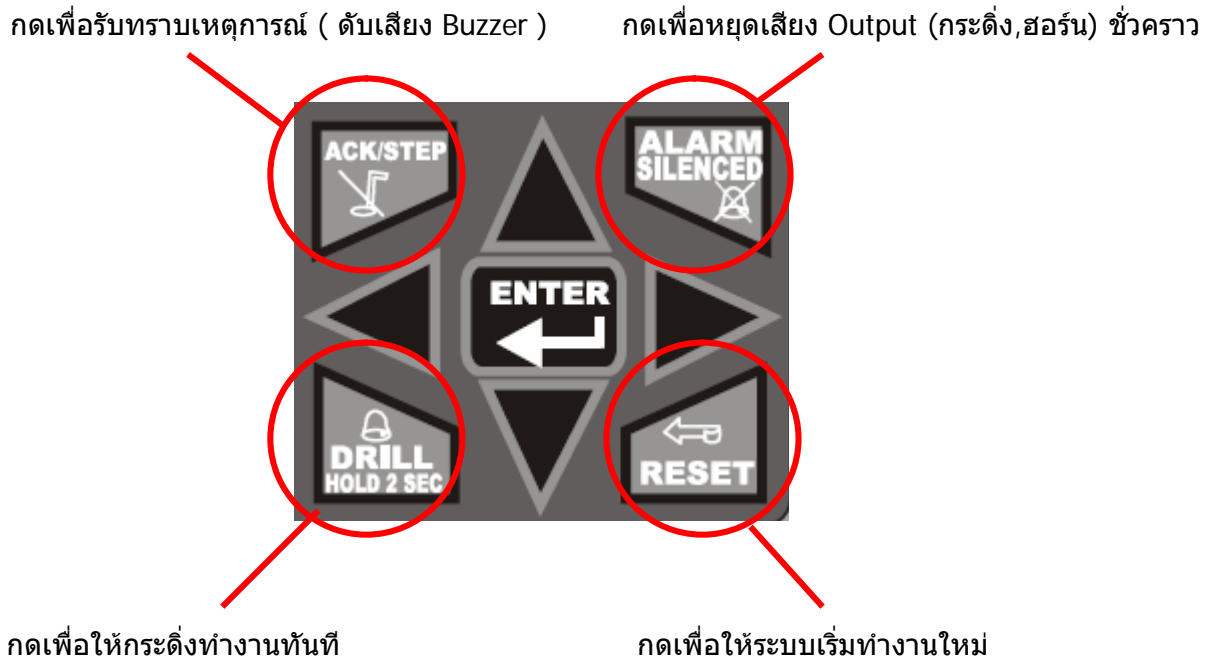 กดเพื่อรับทราบเหตุการณ์ ( ดับเสียง Buzzer )
กดเพื่อหยุดเสียง Output (กระดิ่ง,ฮอร์น) ชั่วคราว
ACK/STEP
ALARM
SILENCED
ENTER
DRILL
HOLD 2 SEC
RESET
กดเพื่อให้กระดิ่งทำงานทันที
กดเพื่อให้ระบบเริ่มทำงานใหม่